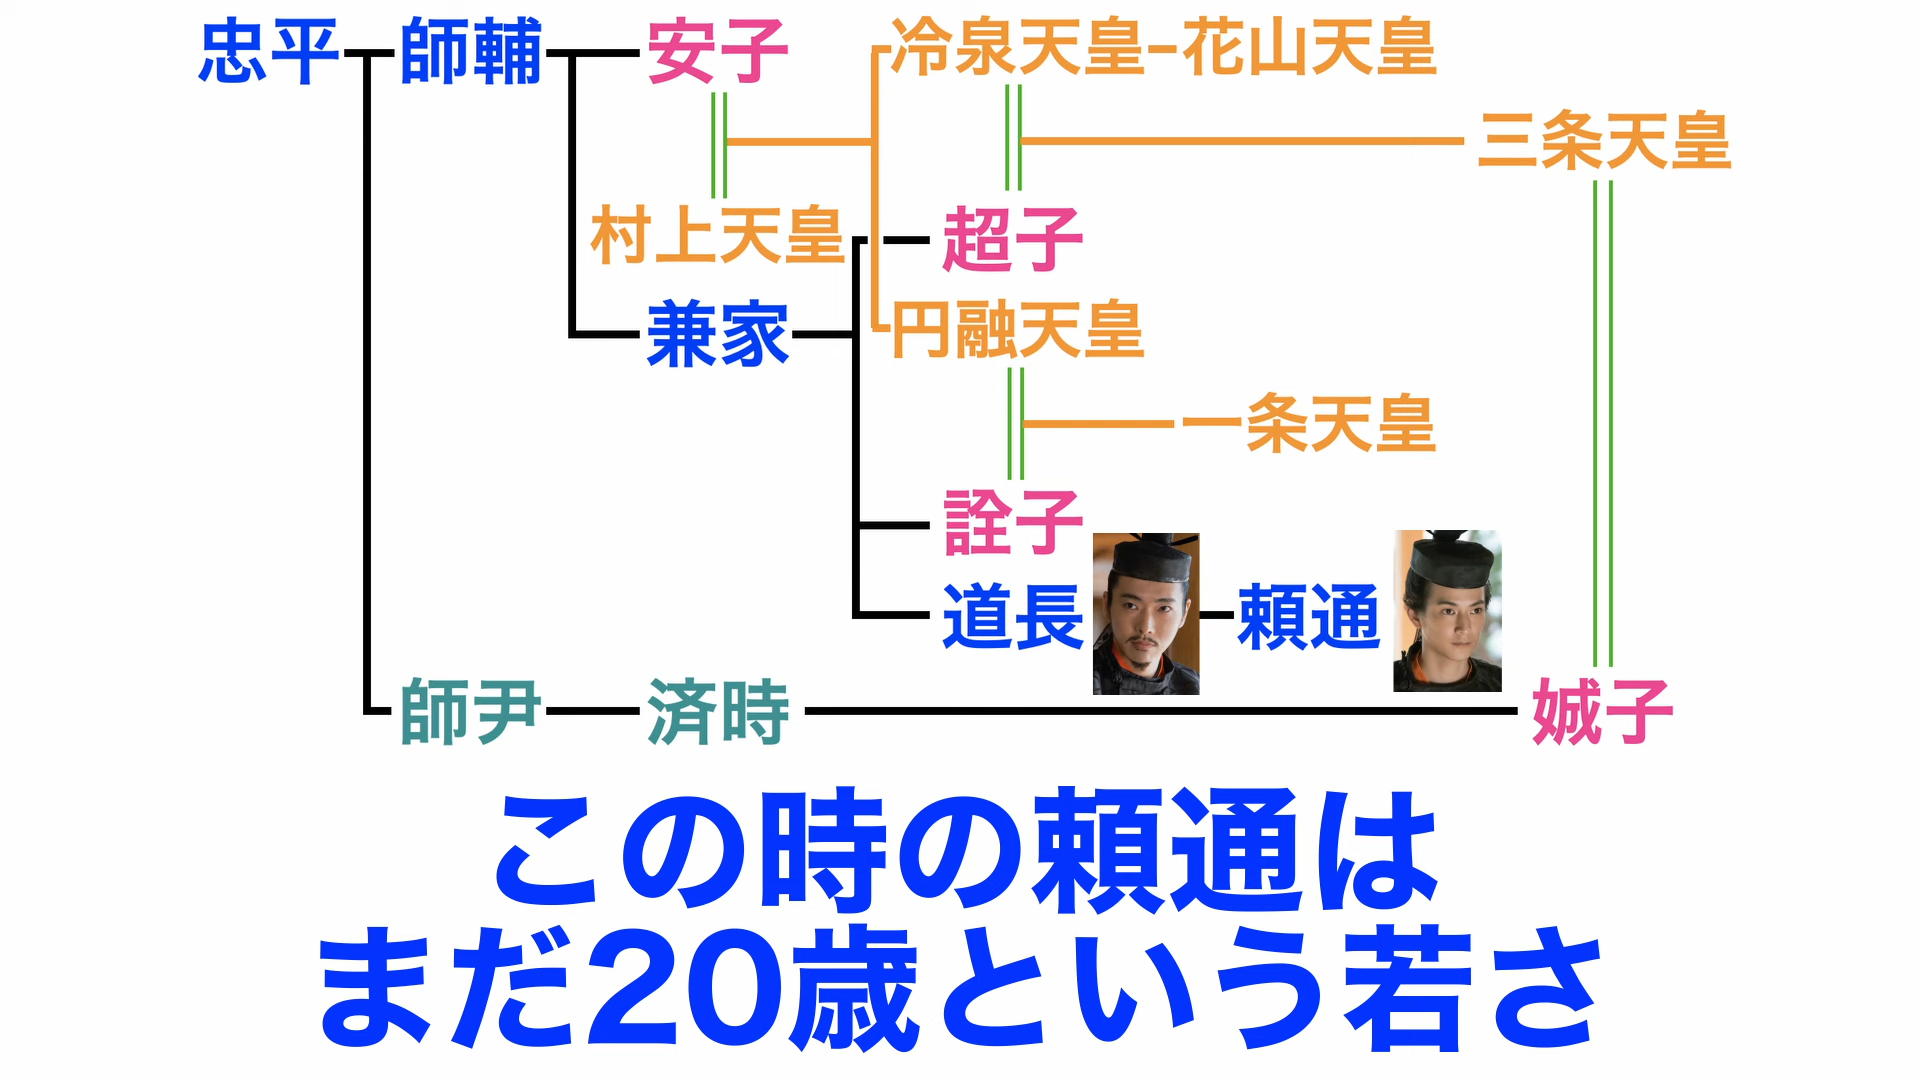 忠平 師輔 安子 冷泉天皇 花山天皇
三条天皇
村上天皇 超子
兼家 円融天皇
一条天皇
詮子
道長 頼通
師尹 済時 娍子
この時の頼通は
まだ20歳という若さ